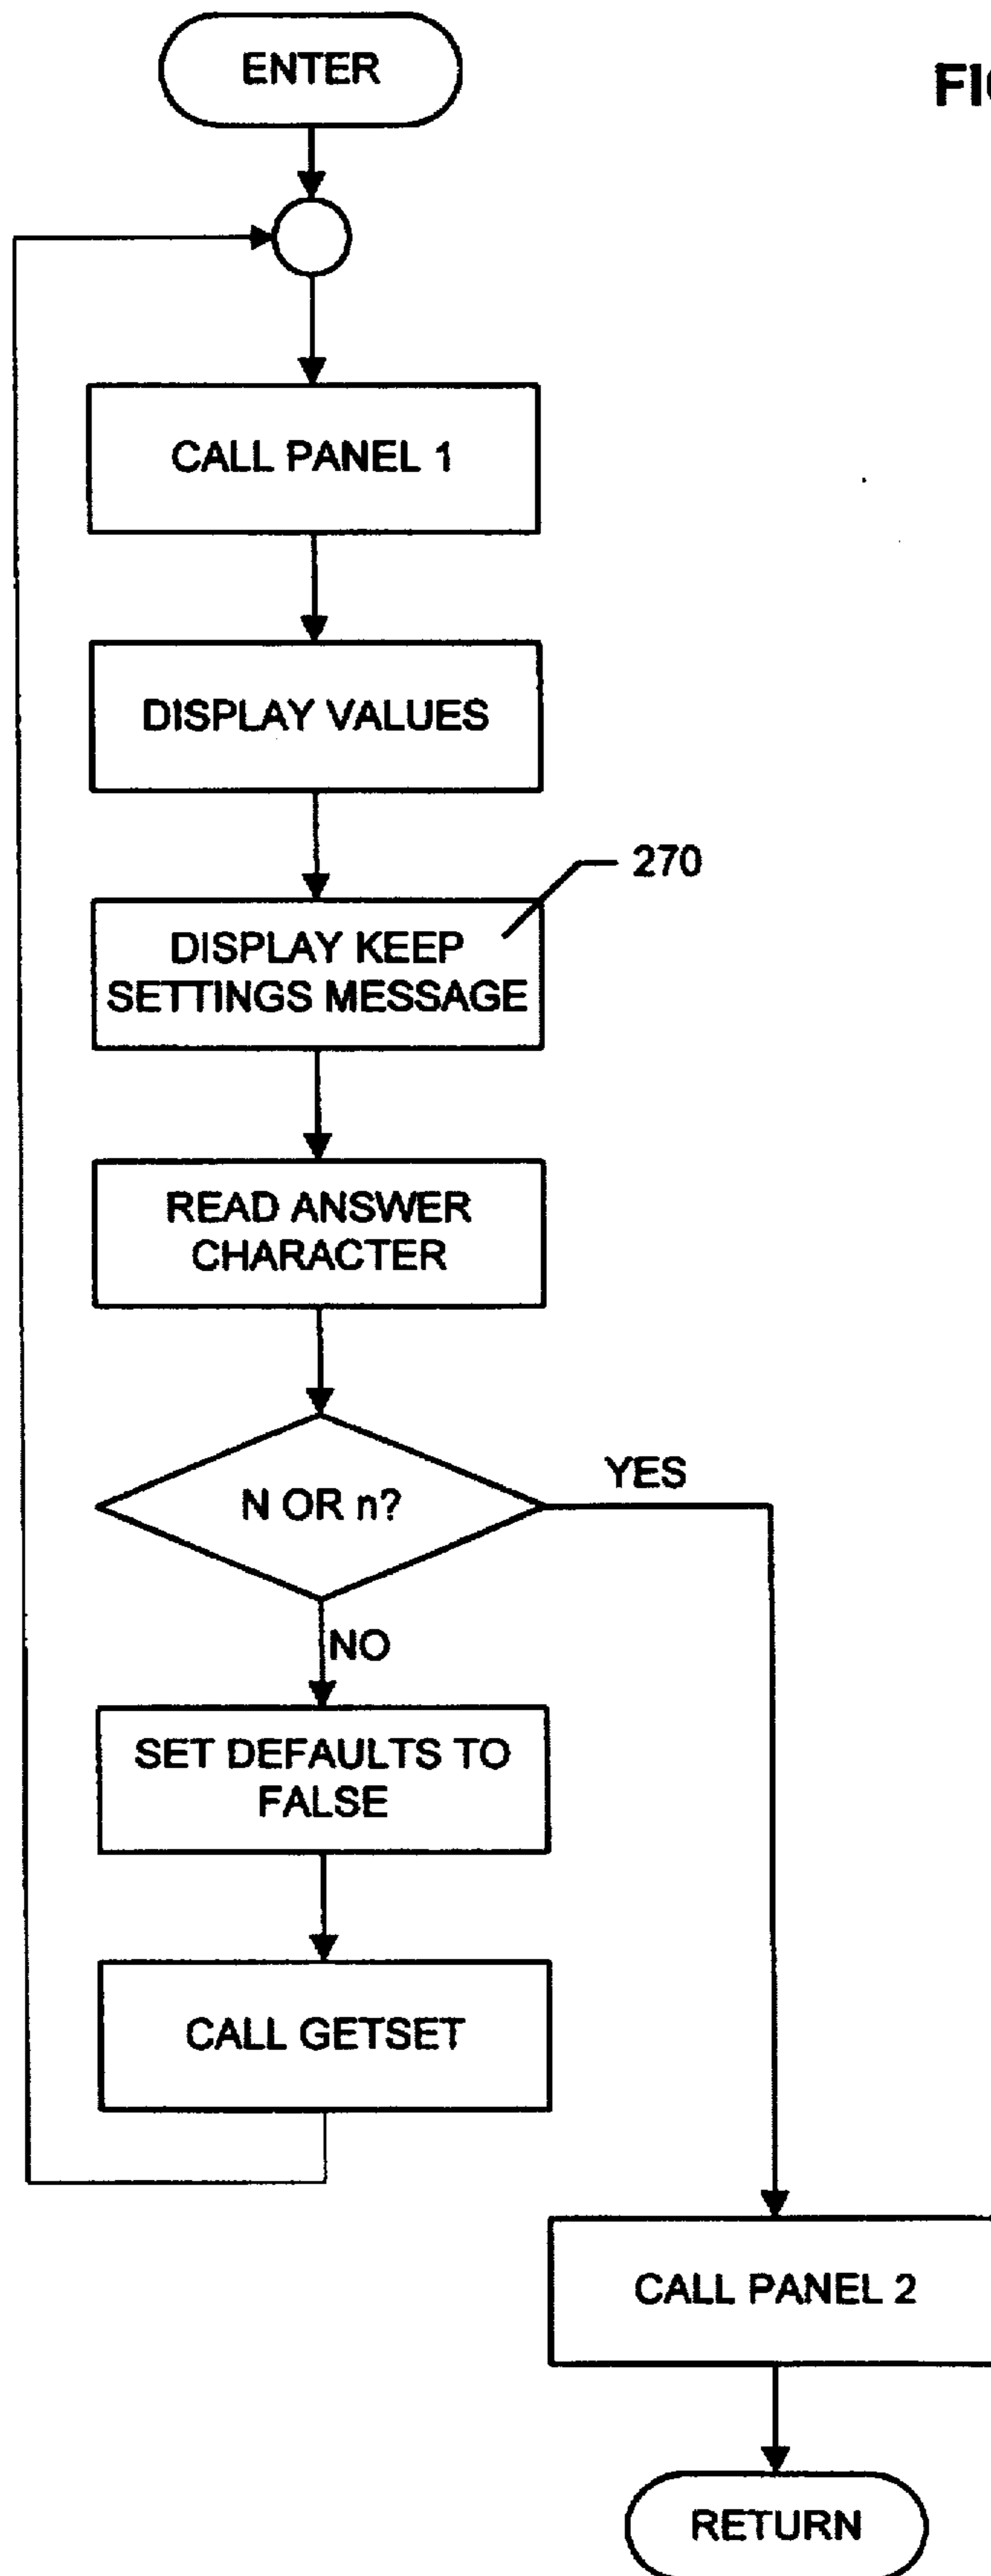 ENTER
CALL PANEL 1
DISPLAY VALUES
270
DISPLAY KEEP
SETTINGS MESSAGE
READ ANSWER
CHARACTER
N OR n?
YES
NO
SET DEFAULTS TO
FALSE
CALL GETSET
CALL PANEL 2
RETURN